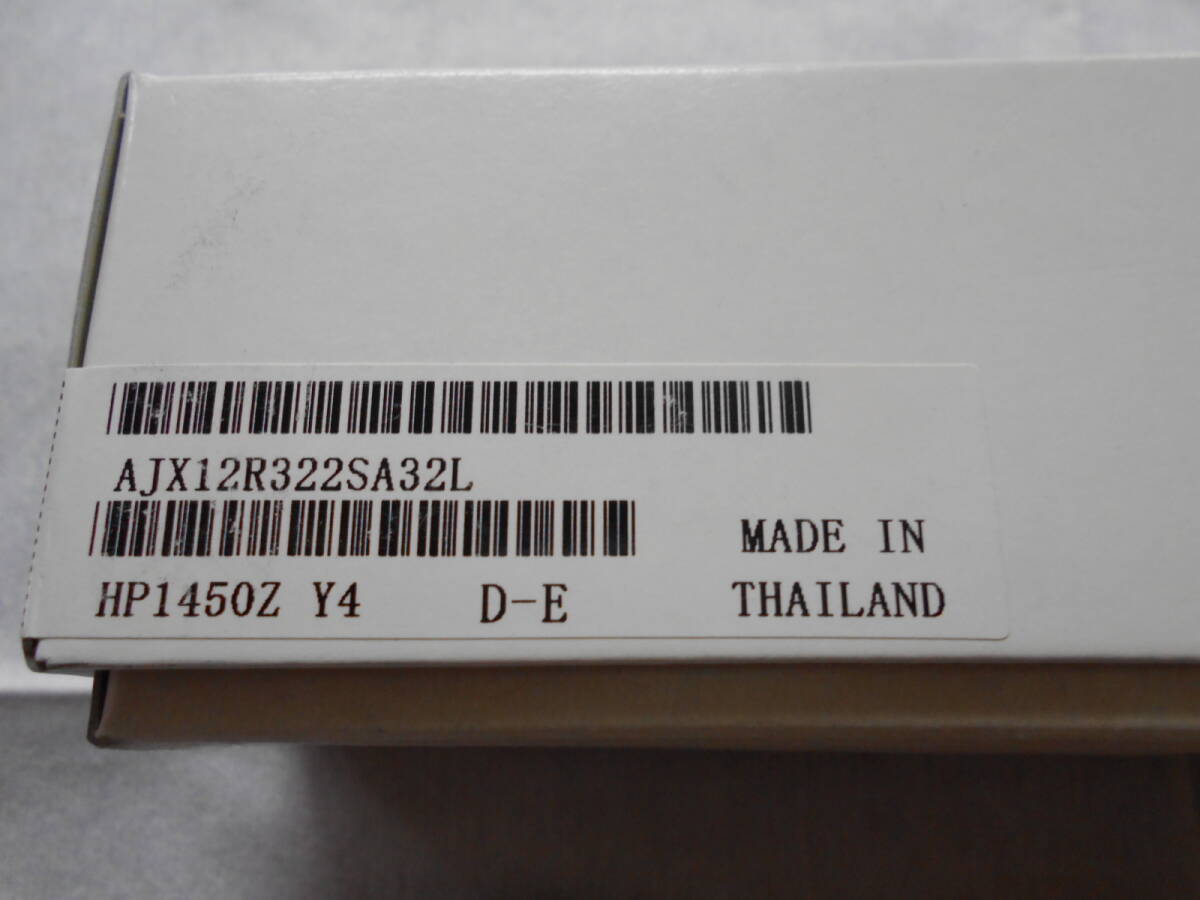 AJX12R322SA32L
MADE IN
HP1450Z Y4 D-E THAILAND